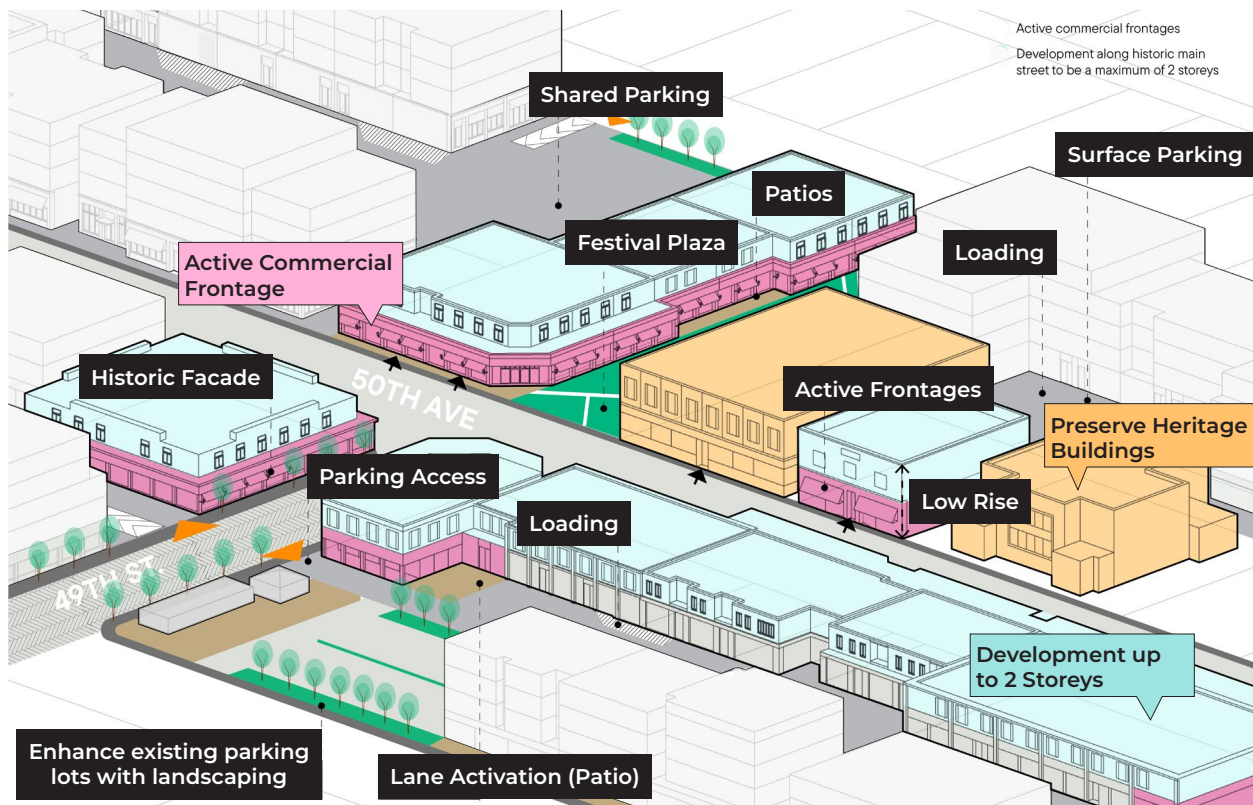 Active commercial frontages
Development along historic main
street to be a maximum of 2 storeys
Shared Parking
Surface Parking
Patios
Festival Plaza
Loading
Active Commercial
Frontage
50TH AVE
Historic Facade
Active Frontages
Preserve Heritage
Buildings
Parking Access
Low Rise
Loading
49TH ST.
Development up
to 2 Storeys
Enhance existing parking
lots with landscaping
Lane Activation (Patio)